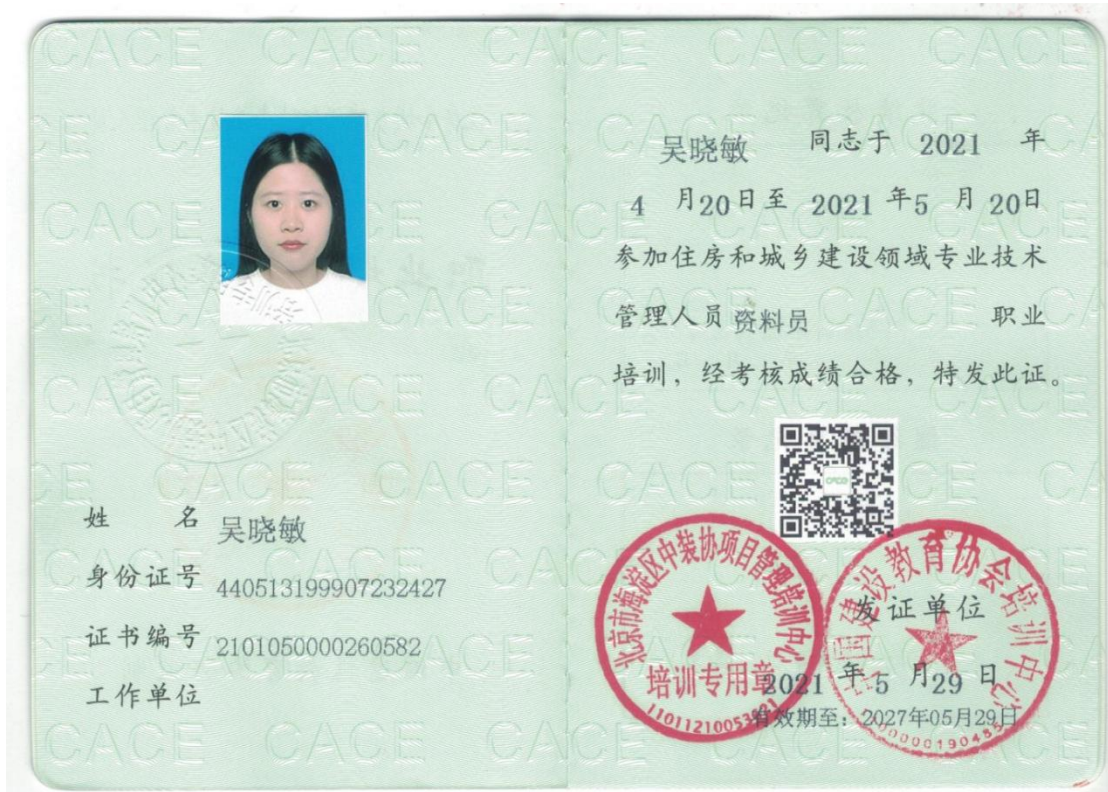 吴晓敏 同志于 2021 年
4 月20日至 2021 年5 月 20日
参加住房和城乡建设领域专业技术
管理人员 资料员 职业
培训，经考核成绩合格，特发此证。
姓 名 吴晓敏
身份证号 440513199907232427
证书编号 2101050000260582
工作单位
北京市海淀区中装协项目管理培训中心
培训专用章
中国建设教育协会培训中心
发证单位
2021 年 5 月 29 日
有效期至：2027年05月29日
CACE